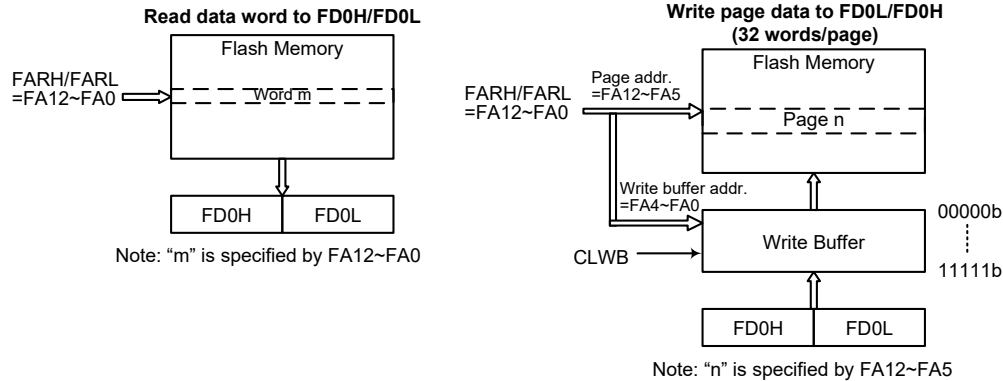 Read data word to FD0H/FD0L
Flash Memory
FARH/FARL
=FA12~FA0
Word m
FD0H
FD0L
Note: “m” is specified by FA12~FA0
Write page data to FD0L/FD0H
(32 words/page)
Flash Memory
Page addr.
=FA12~FA5
FARH/FARL
=FA12~FA0
Page n
Write buffer addr.
=FA4~FA0
00000b
Write Buffer
CLWB
11111b
FD0H
FD0L
Note: “n” is specified by FA12~FA5